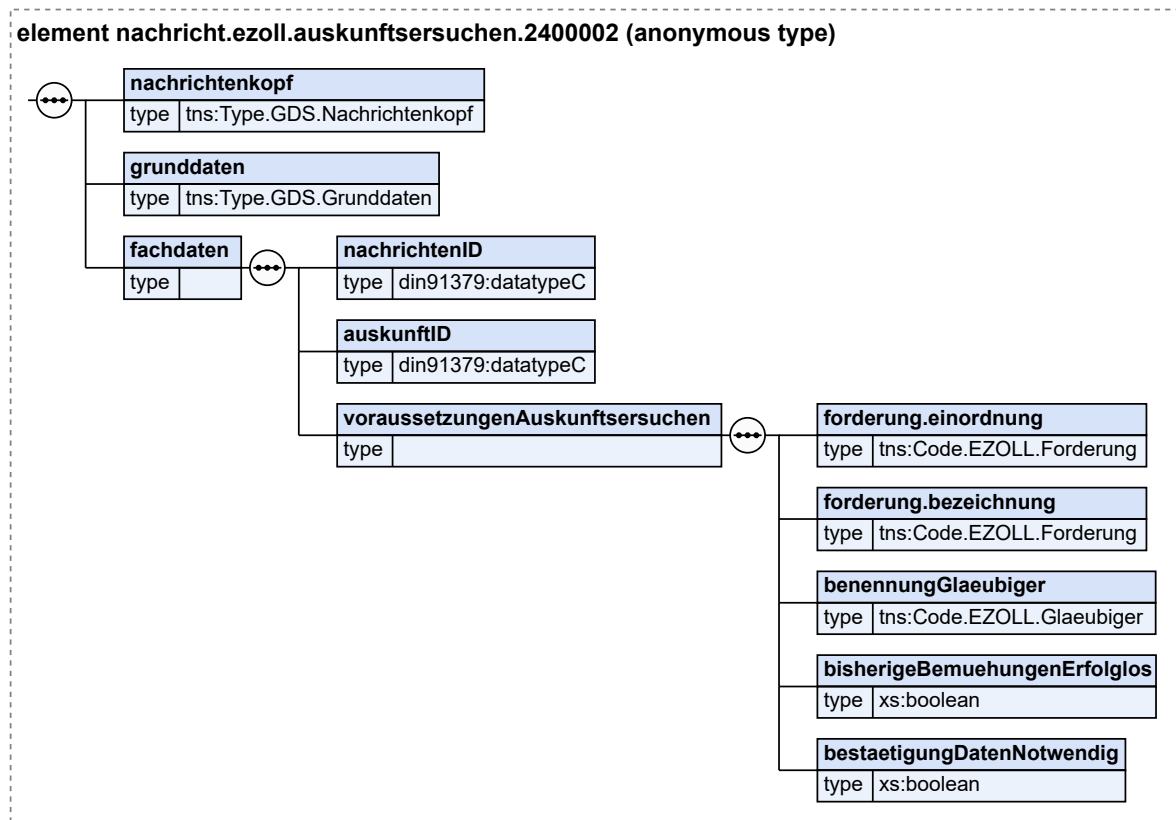 element nachricht.ezoll.auskunftsersuchen.2400002 (anonymous type)
nachrichtenkopf
type tns:Type.GDS.Nachrichtenkopf
grunddaten
type tns:Type.GDS.Grunddaten
fachdaten
type
nachrichtenID
type din91379:datatypeC
auskunftID
type din91379:datatypeC
voraussetzungenAuskunftsersuchen
type
forderung.einordnung
type tns:Code.EZOLL.Forderung
forderung.bezeichnung
type tns:Code.EZOLL.Forderung
benennungGlaeubiger
type tns:Code.EZOLL.Glaeubiger
bisherigeBemuehungenErfolglos
type xs:boolean
bestaetigungDatenNotwendig
type xs:boolean